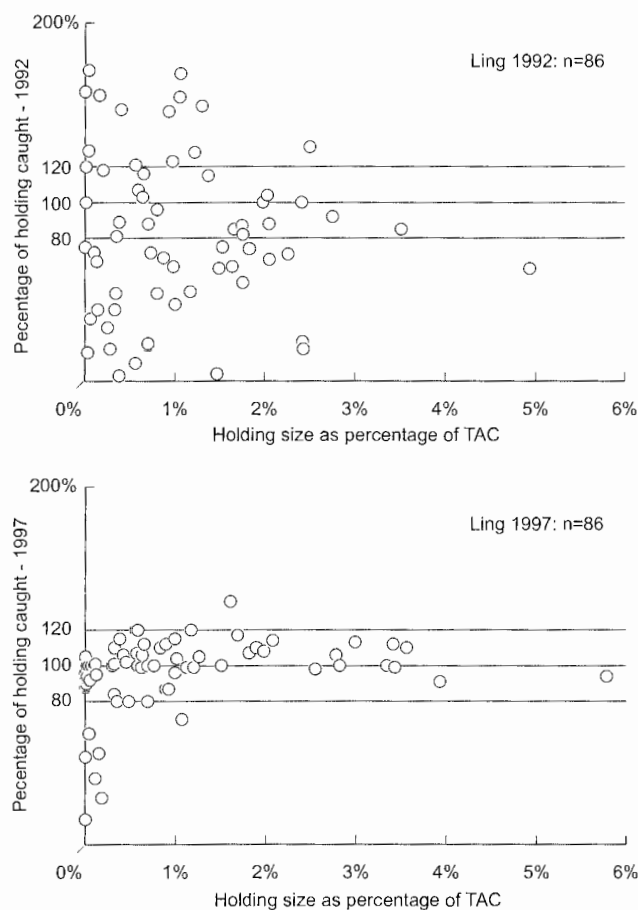 200%
Ling 1992: n=86
Pecentage of holding caught - 1992
120
100
80
0% 1% 2% 3% 4% 5% 6%
Holding size as percentage of TAC
200%
Ling 1997: n=86
Pecentage of holding caught - 1997
120
100
80
0% 1% 2% 3% 4% 5% 6%
Holding size as percentage of TAC